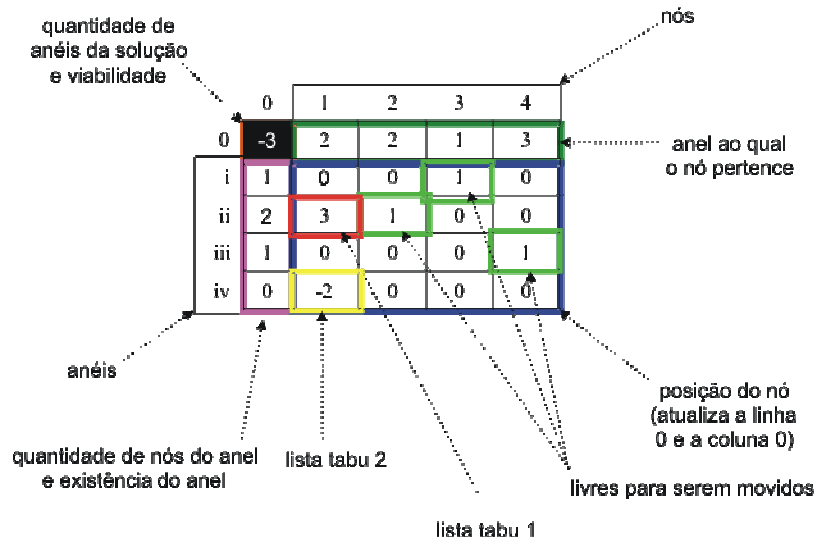 quantidade de
anéis da solução
e viabilidade
nós
0 1 2 3 4
0 -3 2 2 1 3
anel ao qual
o nó pertence
i 1 0 0 1 0
ii 2 3 1 0 0
iii 1 0 0 0 1
iv 0 -2 0 0 0
anéis
posição do nó
(atualiza a linha
0 e a coluna 0)
quantidade de nós do anel
e existência do anel
lista tabu 2
livres para serem movidos
lista tabu 1